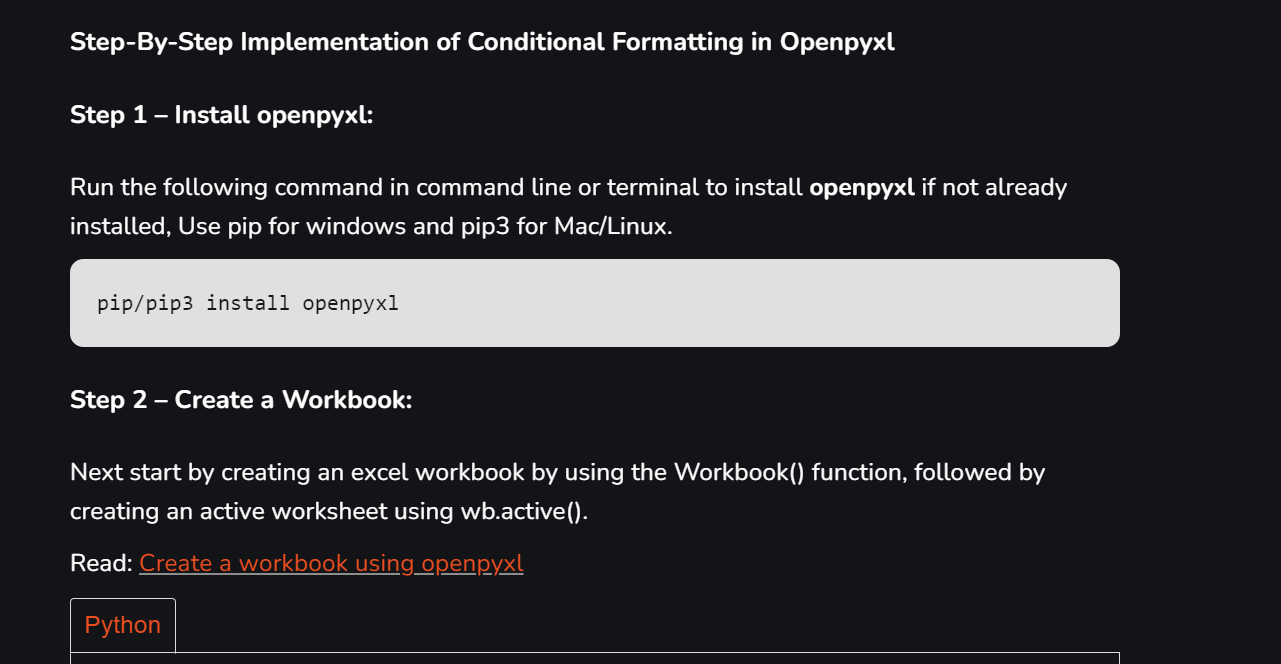 Step-By-Step Implementation of Conditional Formatting in Openpyxl
Step 1 – Install openpyxl:
Run the following command in command line or terminal to install openpyxl if not already
installed, Use pip for windows and pip3 for Mac/Linux.
pip/pip3 install openpyxl
Step 2 – Create a Workbook:
Next start by creating an excel workbook by using the Workbook() function, followed by
creating an active worksheet using wb.active().
Read: Create a workbook using openpyxl
Python